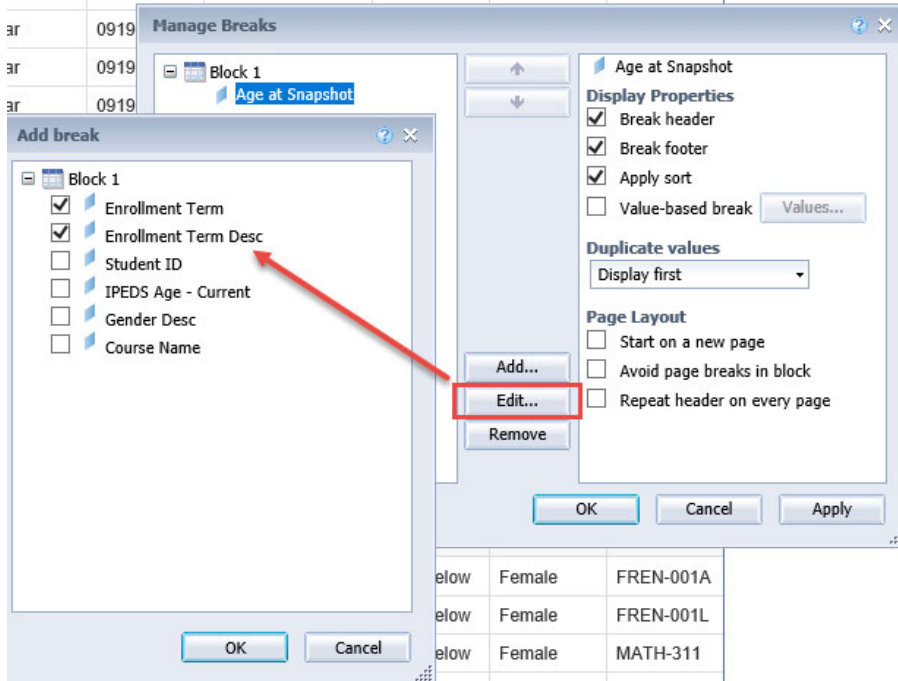 ar
0919
ar
0919
ar
0919
Manage Breaks
Block 1
Age at Snapshot
Age at Snapshot
Display Properties
Break header
Break footer
Apply sort
Value-based break Values...
Duplicate values
Display first
Page Layout
Start on a new page
Avoid page breaks in block
Repeat header on every page
Add...
Edit...
Remove
OK Cancel Apply
Add break
Block 1
Enrollment Term
Enrollment Term Desc
Student ID
IPEDS Age - Current
Gender Desc
Course Name
OK Cancel
elow Female FREN-001A
elow Female FREN-001L
elow Female MATH-311